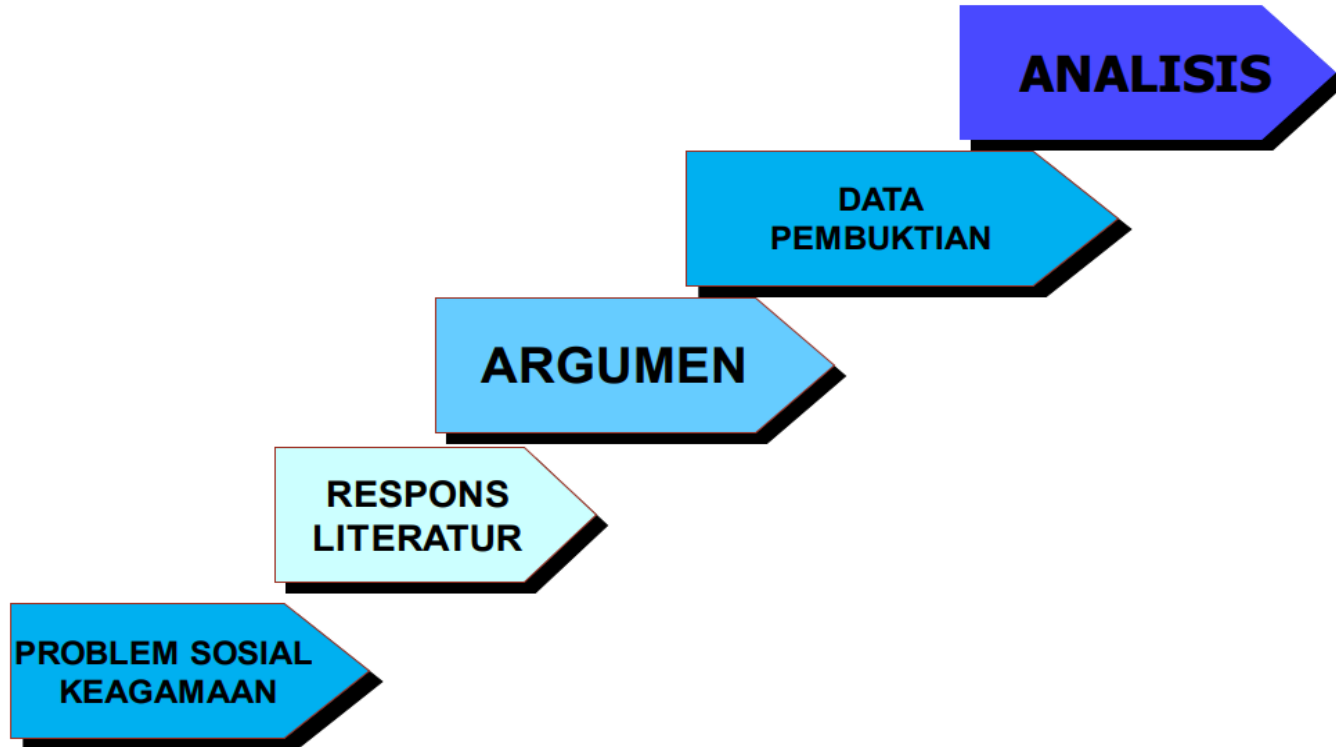 ANALISIS
DATA
PEMBUKTIAN
ARGUMEN
RESPONS
LITERATUR
PROBLEM SOSIAL
KEAGAMAAN